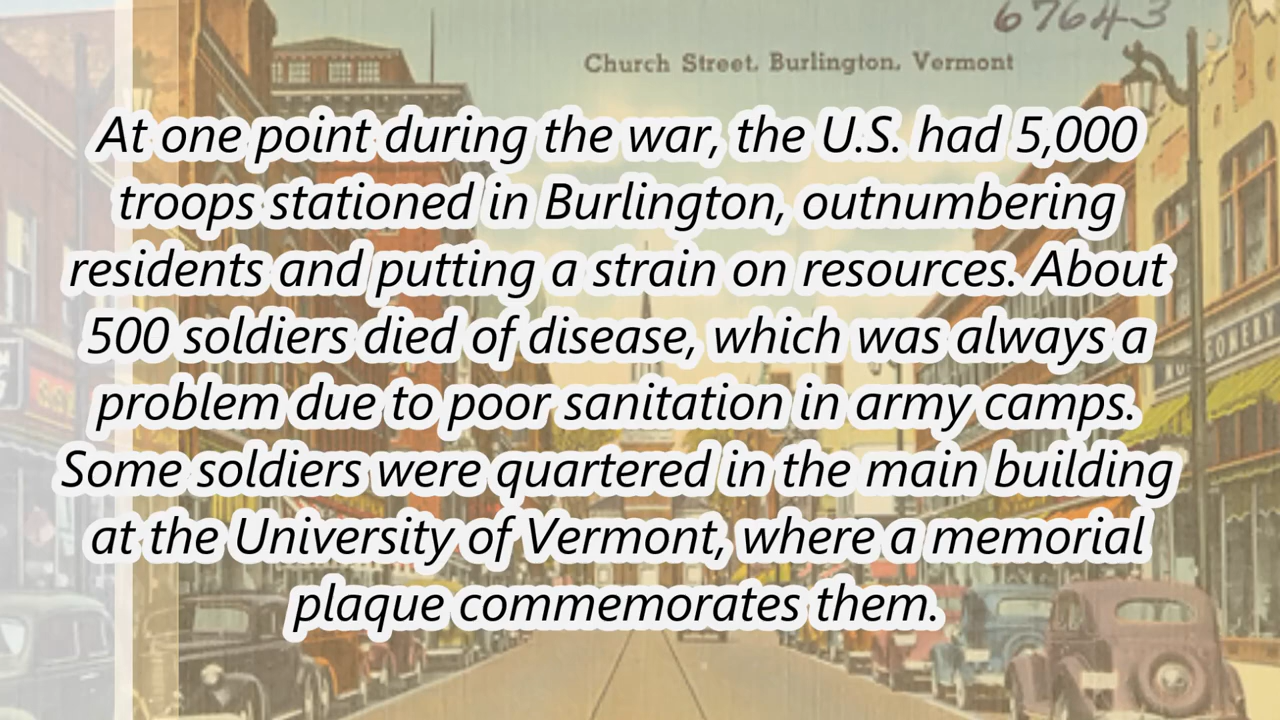 67643
Church Street, Burlington, Vermont
At one point during the war, the U.S. had 5,000
troops stationed in Burlington, outnumbering
residents and putting a strain on resources. About
500 soldiers died of disease, which was always a
problem due to poor sanitation in army camps.
Some soldiers were quartered in the main building
at the University of Vermont, where a memorial
plaque commemorates them.